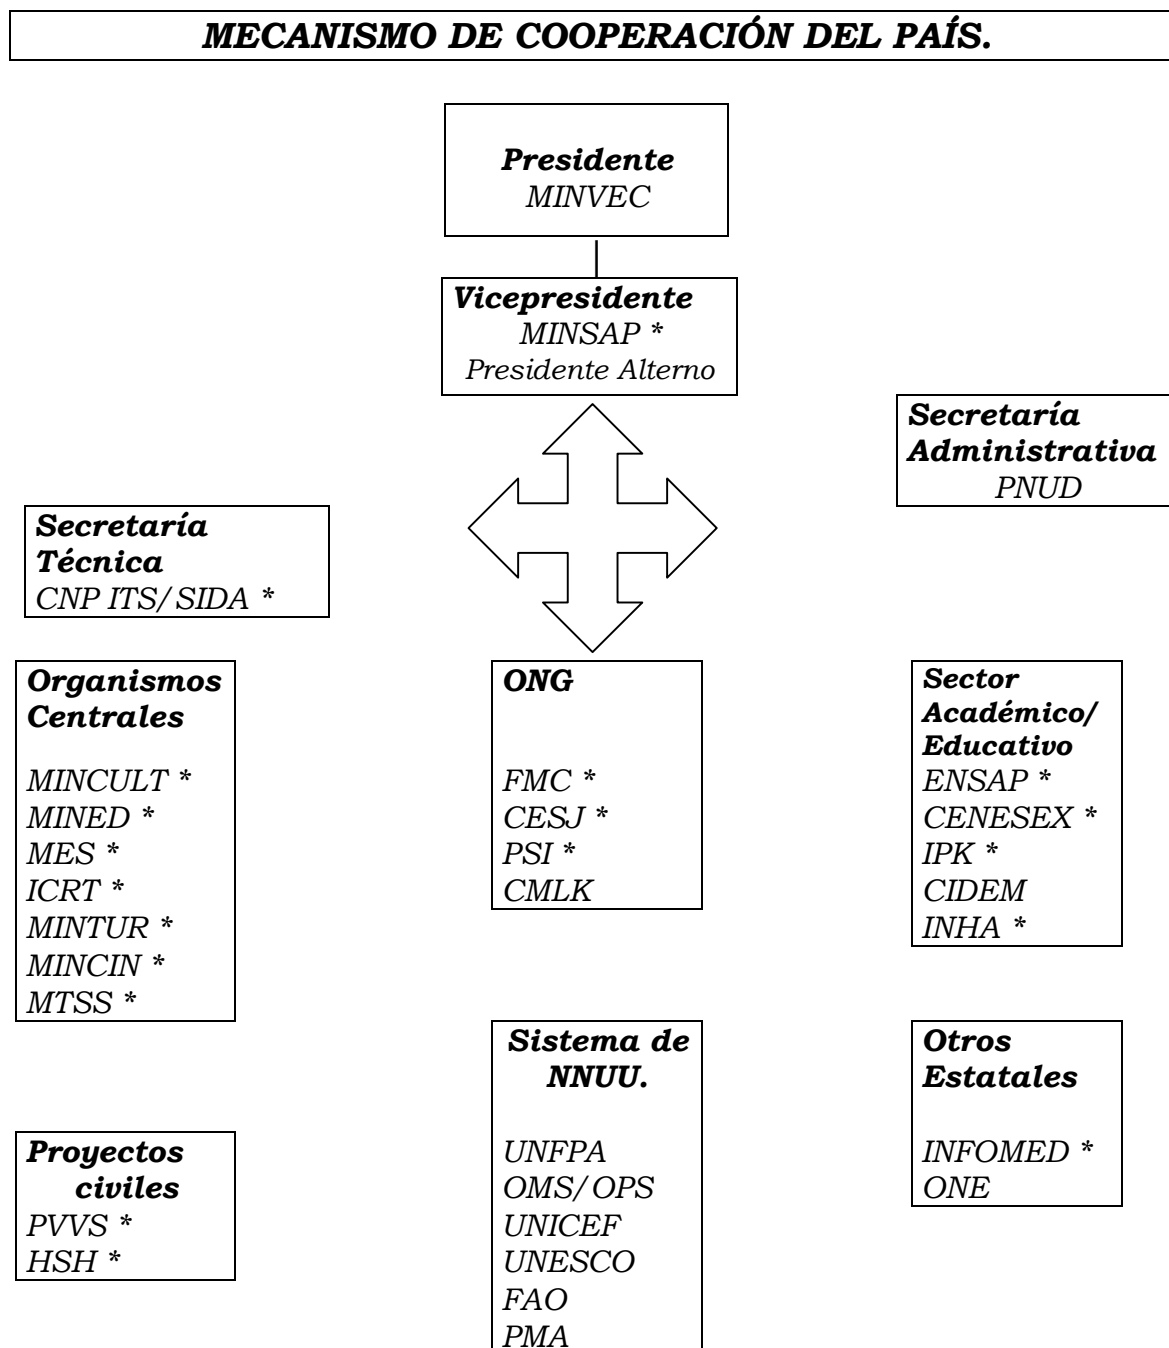 MECANISMO DE COOPERACIÓN DEL PAÍS.
Presidente
MINVEC
Vicepresidente
MINSAP *
Presidente Alterno
Secretaría
Administrativa
PNUD
Secretaría
Técnica
CNP ITS/SIDA *
Organismos
Centrales
MINCULT *
MINED *
MES *
ICRT *
MINTUR *
MINCIN *
MTSS *
ONG
FMC *
CESJ *
PSI *
CMLK
Sector
Académico/
Educativo
ENSAP *
CENESEX *
IPK *
CIDEM
INHA *
Proyectos
civiles
PVVS *
HSH *
Sistema de
NNUU.
UNFPA
OMS/OPS
UNICEF
UNESCO
FAO
PMA
Otros
Estatales
INFOMED *
ONE